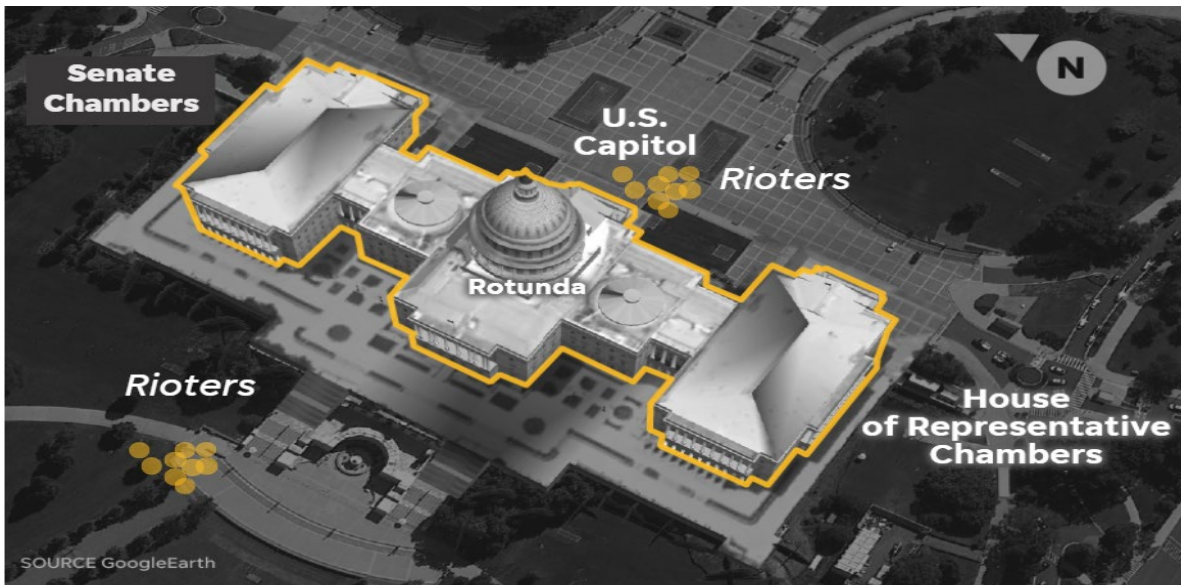 Senate
Chambers
N
U.S.
Capitol
Rioters
Rotunda
Rioters
House
of Representative
Chambers
SOURCE GoogleEarth